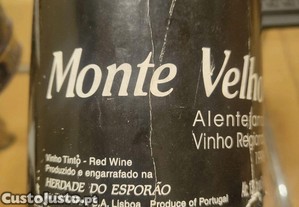 Monte Velho
Alentejano
Vinho Regional
Vinho Tinto - Red Wine
Produzido e engarrafado na
HERDADE DO ESPORÃO
S.A. Lisboa Produce of Portugal
CustoJusto.pt